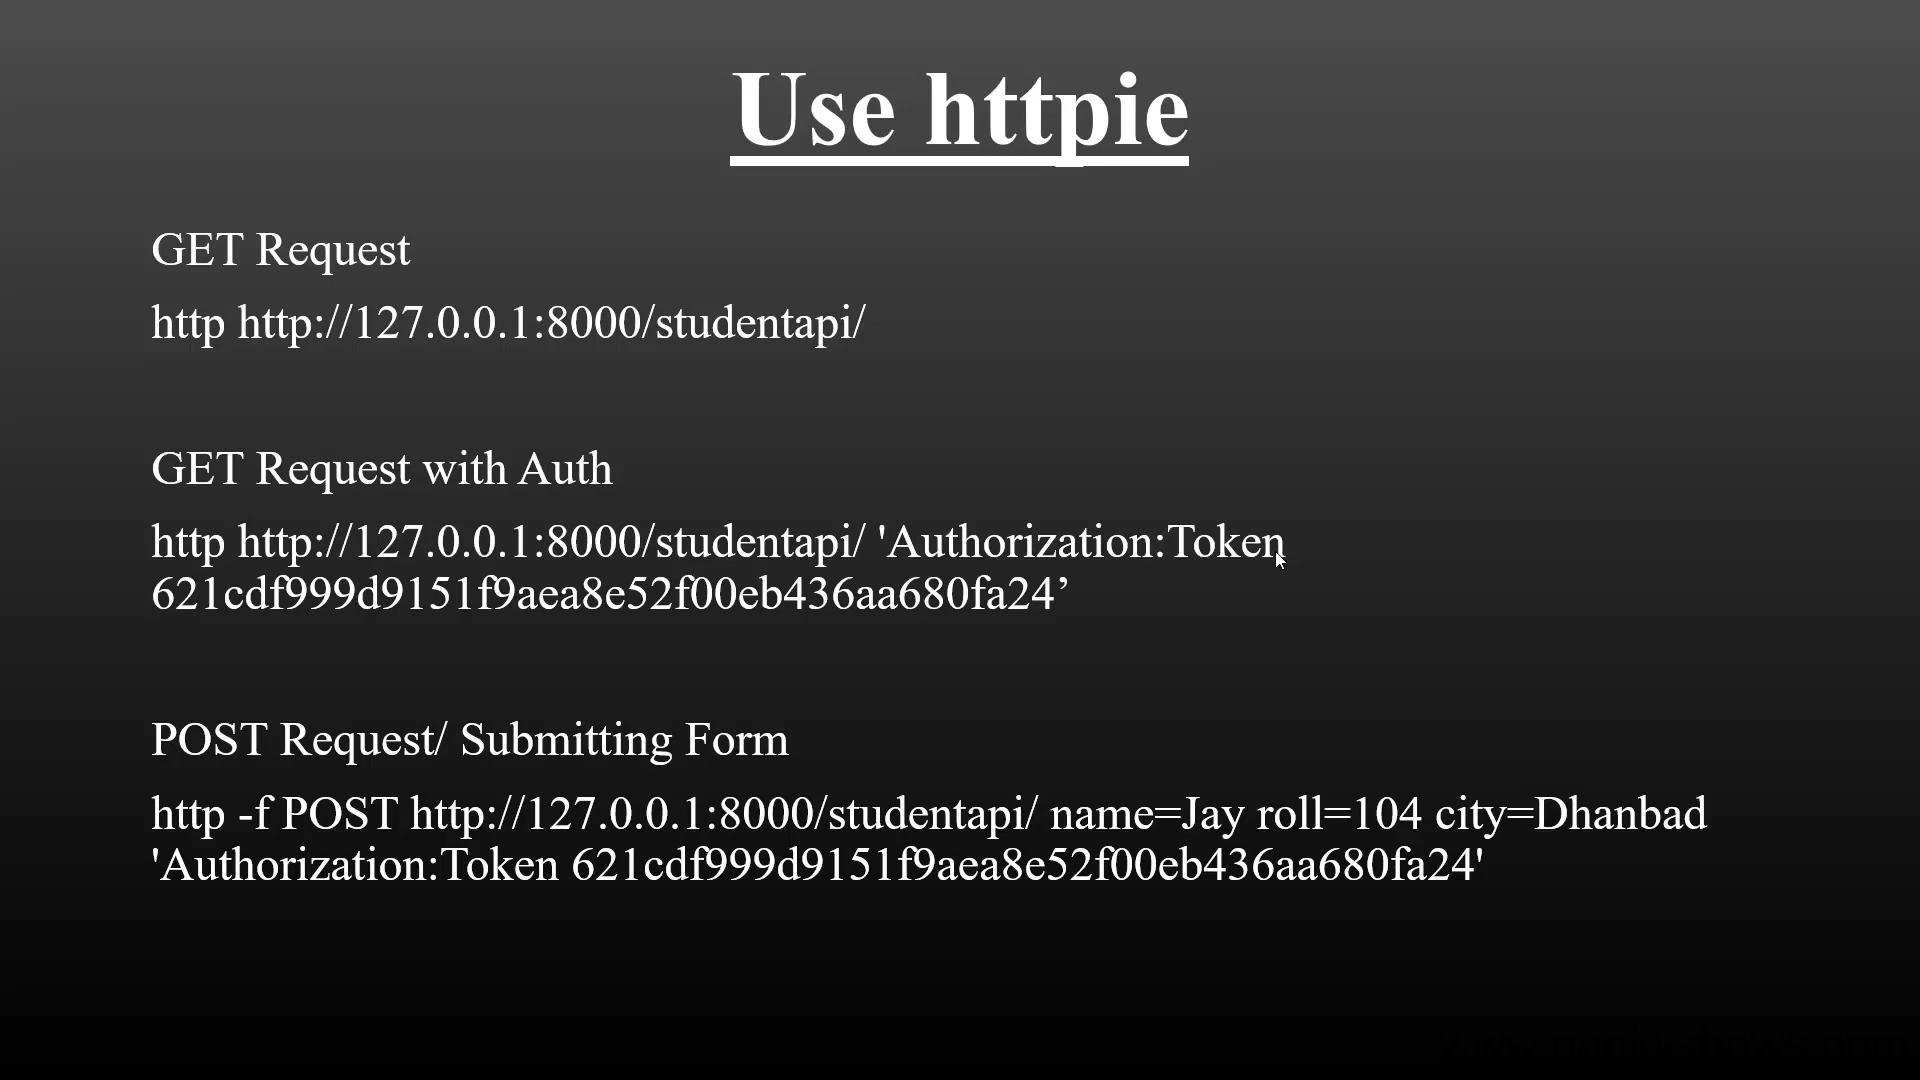 Use httpie
GET Request
http http://127.0.0.1:8000/studentapi/
GET Request with Auth
http http://127.0.0.1:8000/studentapi/ 'Authorization:Token
621cdf999d9151f9aea8e52f00eb436aa680fa24’
POST Request/ Submitting Form
http -f POST http://127.0.0.1:8000/studentapi/ name=Jay roll=104 city=Dhanbad
'Authorization:Token 621cdf999d9151f9aea8e52f00eb436aa680fa24'